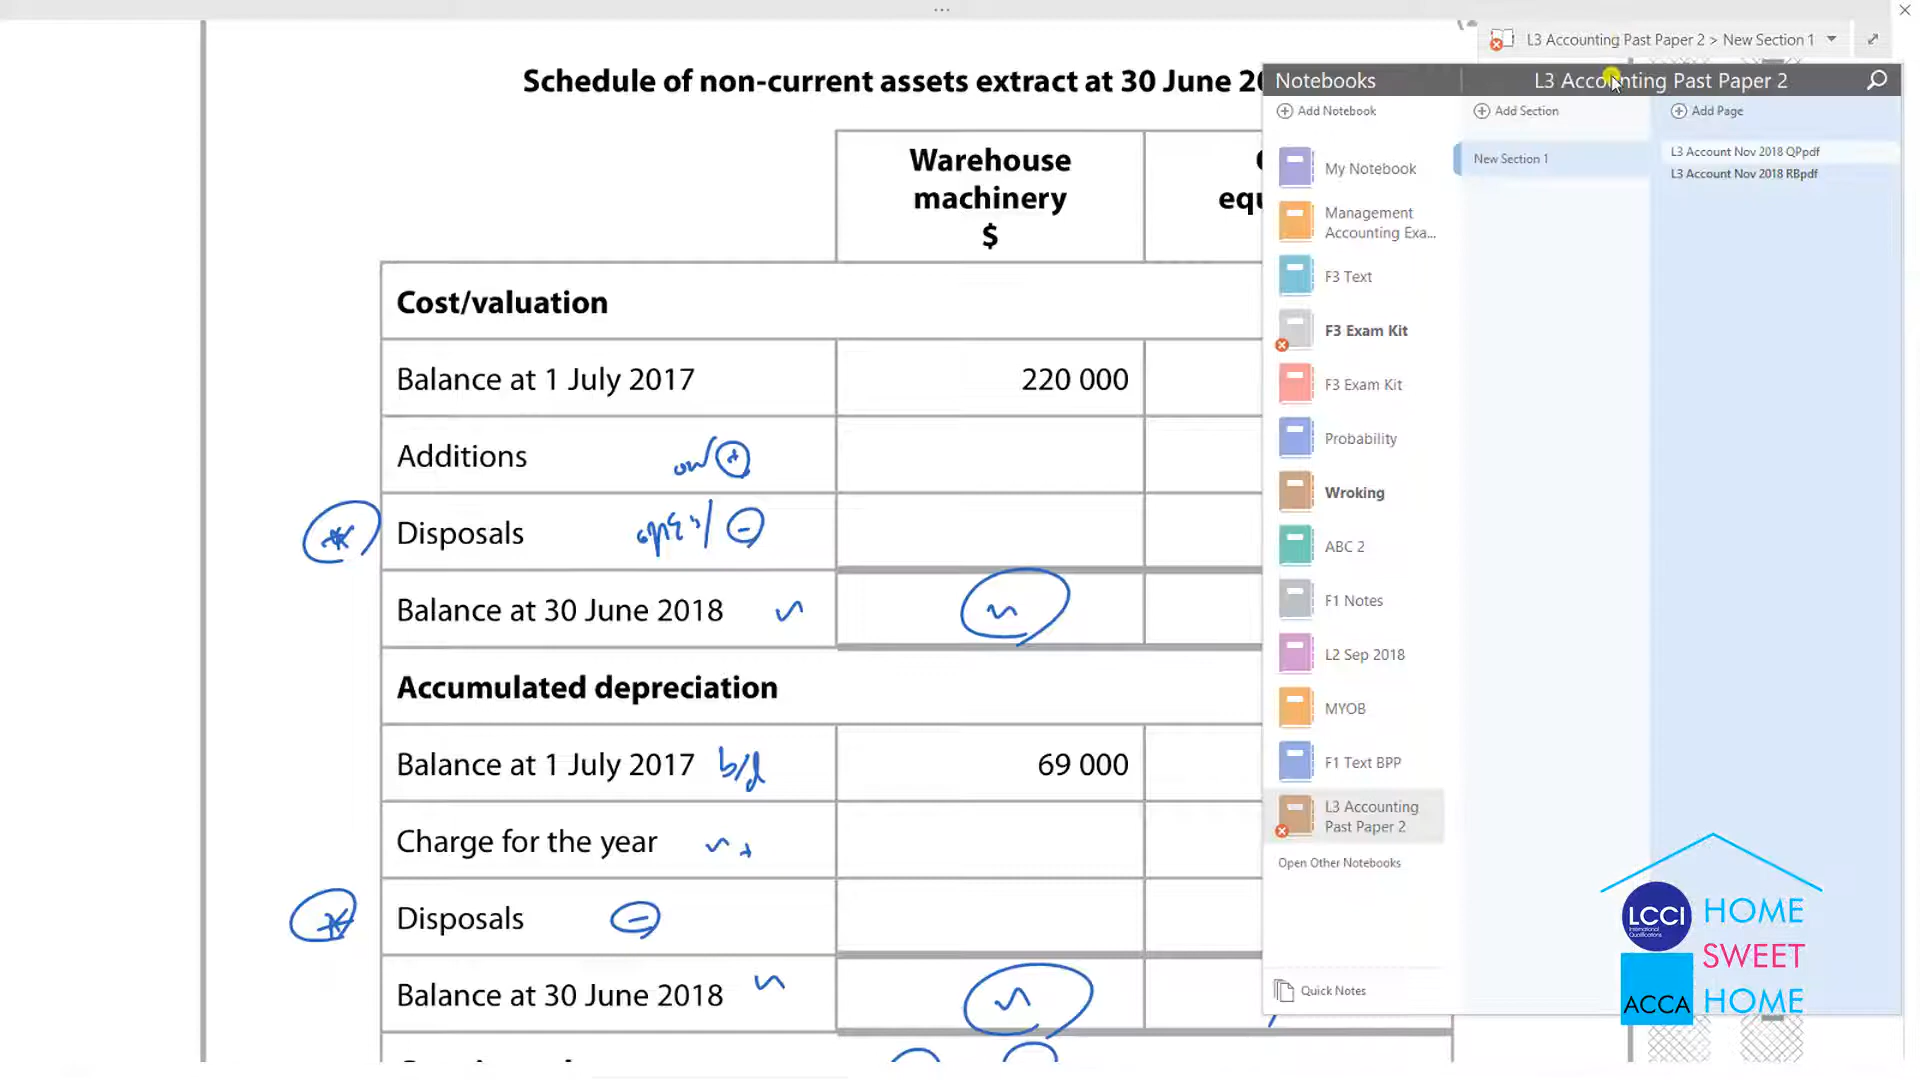 L3 Accounting Past Paper 2 > New Section 1
Schedule of non-current assets extract at 30 June 20
Warehouse
machinery
$
equ
Cost/valuation
Balance at 1 July 2017
220 000
Additions
Disposals
Balance at 30 June 2018
Accumulated depreciation
Balance at 1 July 2017 b/d
69 000
Charge for the year
Disposals
Balance at 30 June 2018
Notebooks
L3 Accounting Past Paper 2
Add Notebook
Add Section
Add Page
My Notebook
Management
Accounting Exa...
F3 Text
F3 Exam Kit
F3 Exam Kit
Probability
Wroking
ABC 2
F1 Notes
L2 Sep 2018
MYOB
F1 Text BPP
L3 Accounting
Past Paper 2
Open Other Notebooks
Quick Notes
New Section 1
L3 Account Nov 2018 QPpdf
L3 Account Nov 2018 RBpdf
LCCI
International
Qualifications
HOME
SWEET
ACCA
HOME